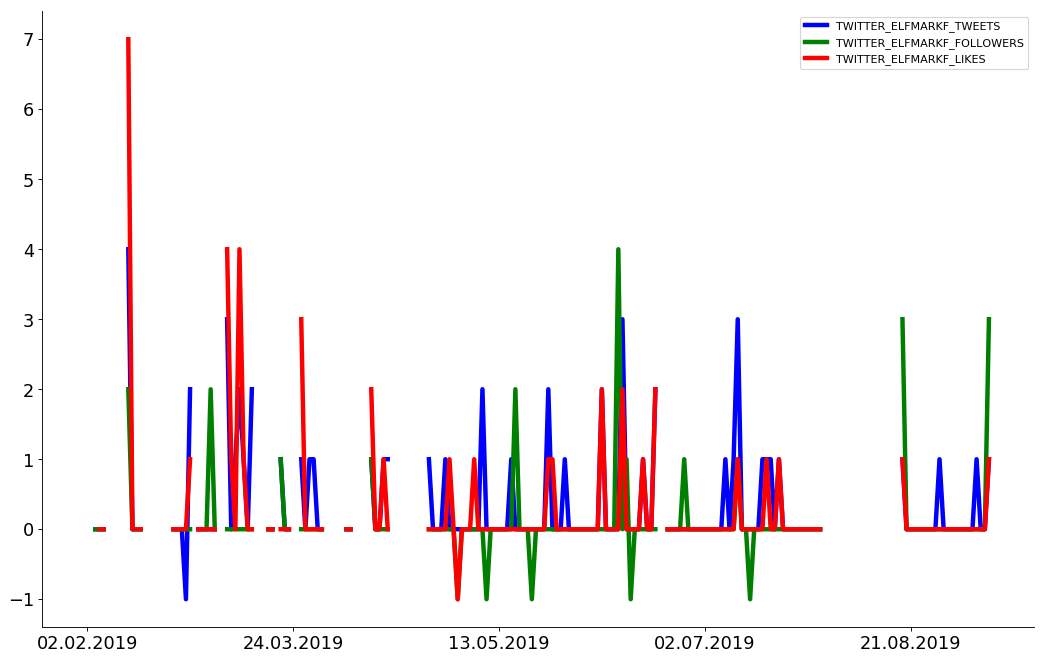 TWITTER_ELFMARKF_TWEETS
TWITTER_ELFMARKF_FOLLOWERS
TWITTER_ELFMARKF_LIKES
7
6
5
4
3
2
1
0
−1
02.02.2019 24.03.2019 13.05.2019 02.07.2019 21.08.2019